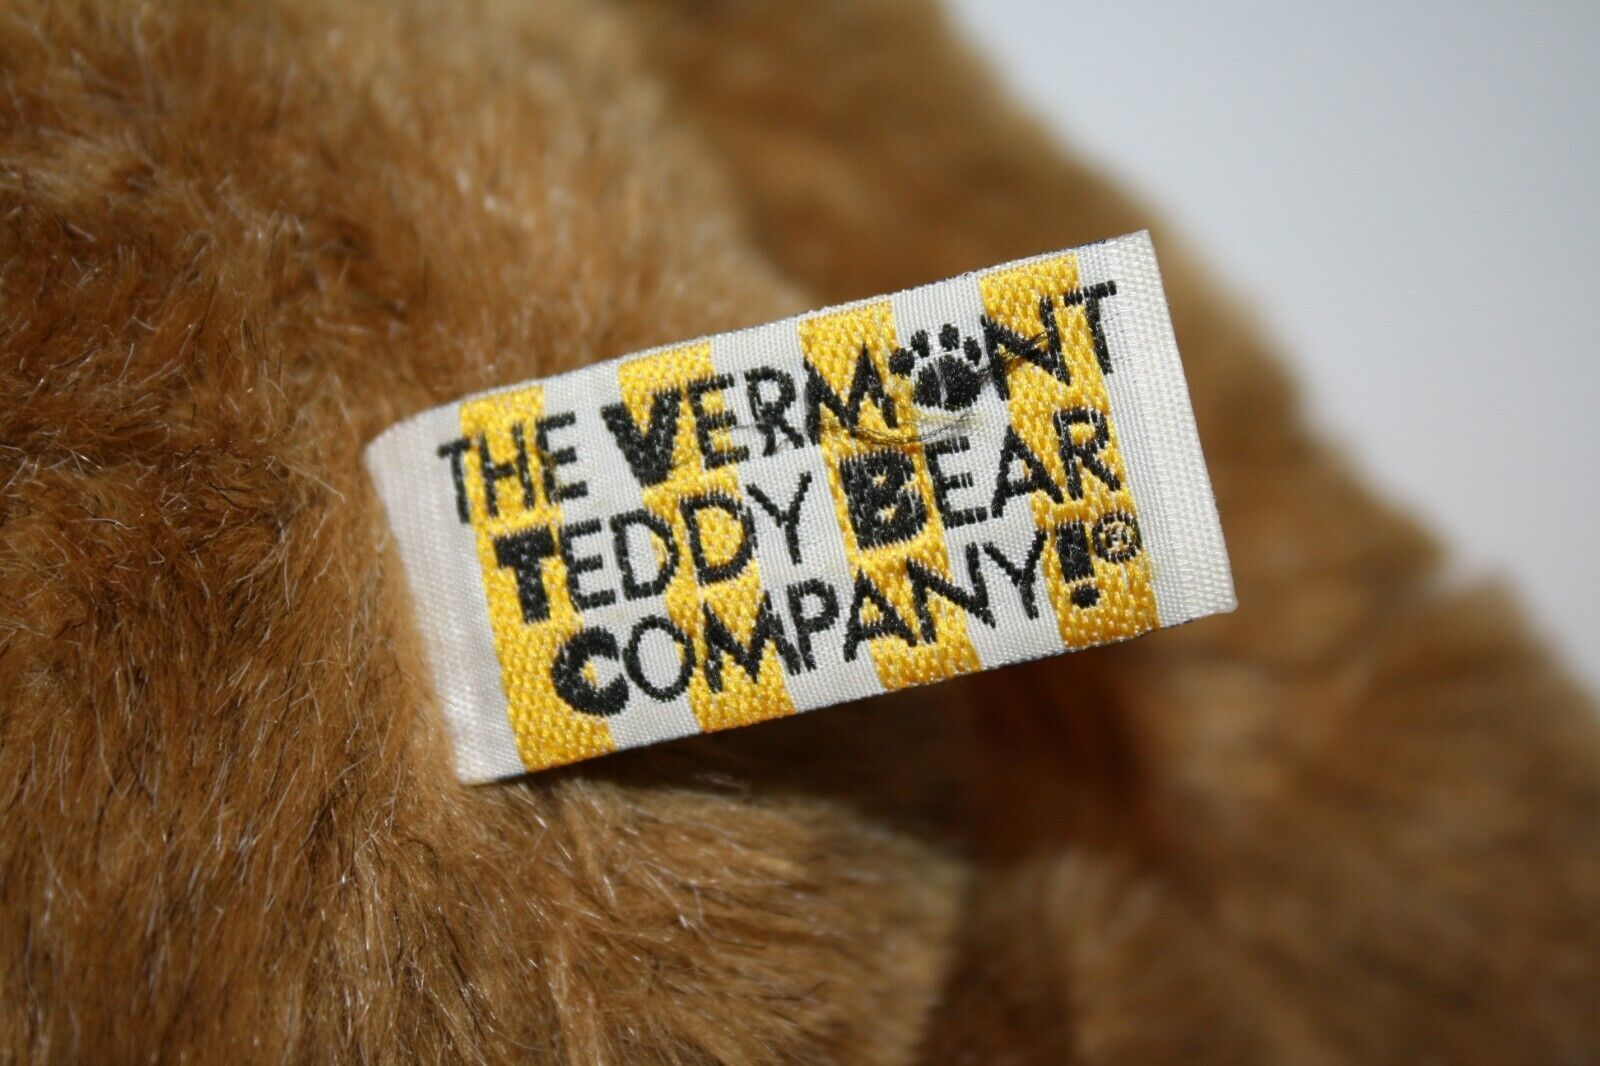 THE VERMONT
TEDDY BEAR
COMPANY!®